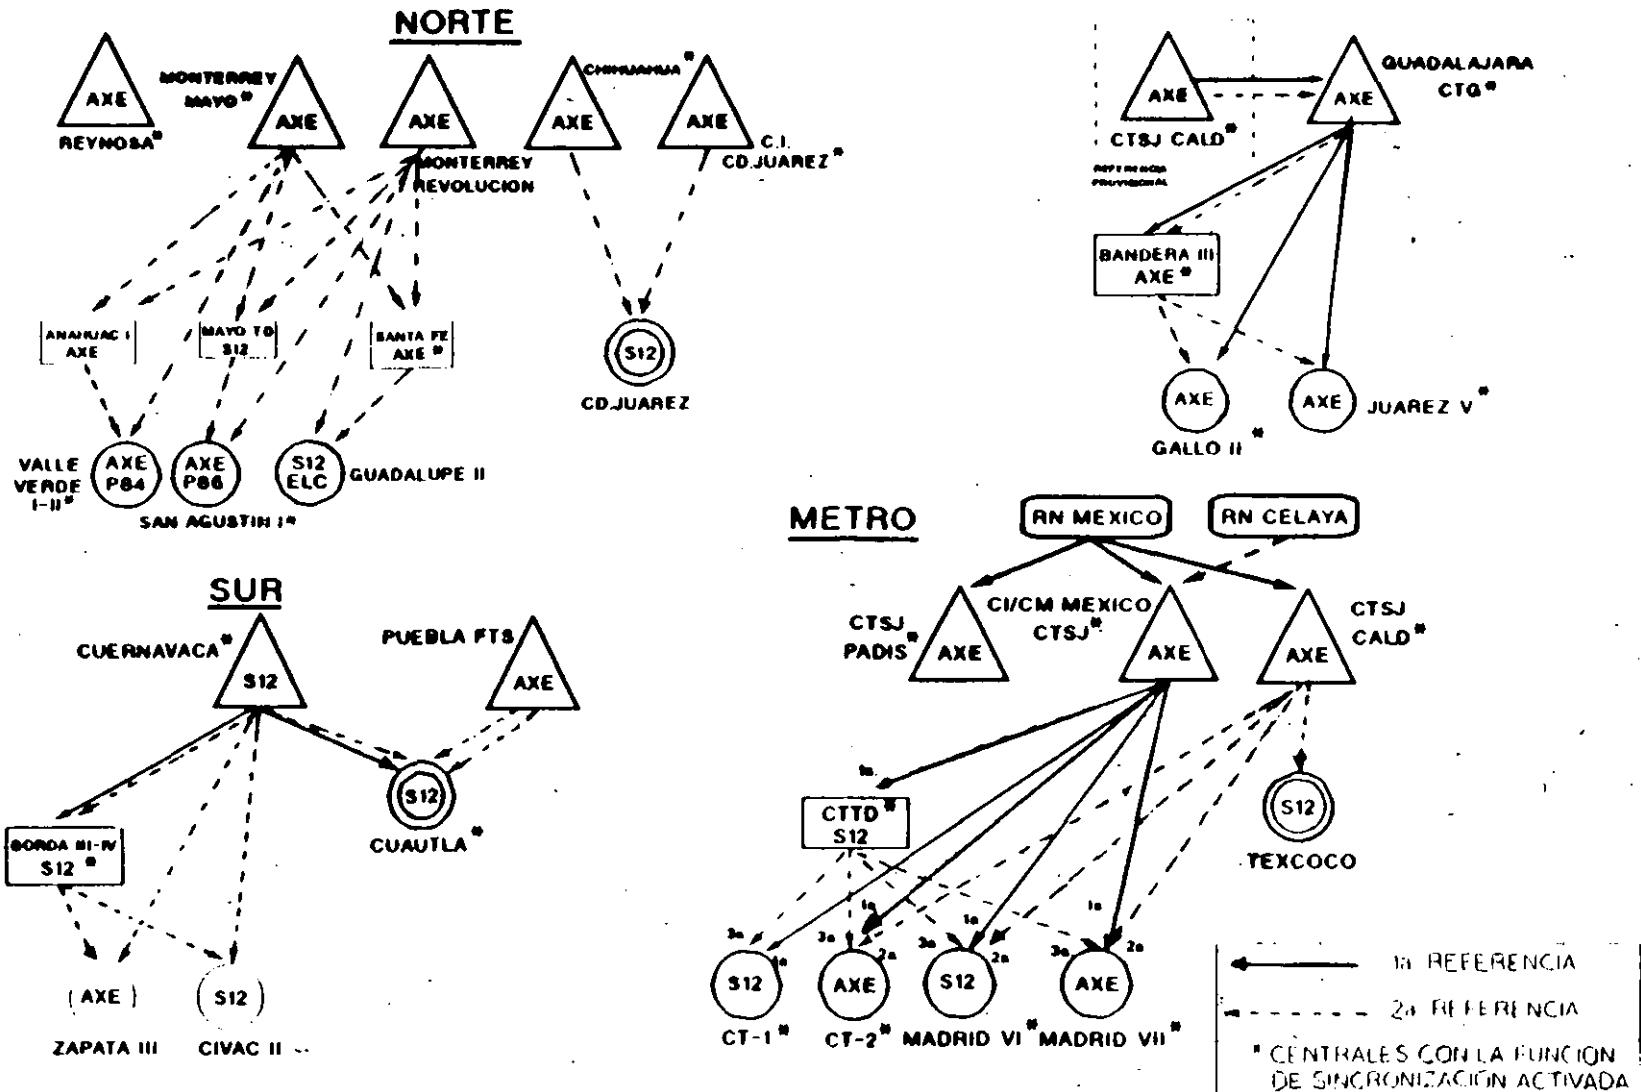 NORTE
AXE
REYNOSA*
MONTERREY
MAYO*
AXE
AXE
MONTERREY
REVOLUCION
CHIHUAHUA*
AXE
AXE
C.I.
CD.JUAREZ*
ANAHUAC I
AXE
MAYO TD
S12
SANTA FE
AXE *
S12
CD.JUAREZ
VALLE
VERDE
I-II*
AXE
P84
AXE
P86
SAN AGUSTIN I*
S12
ELC
GUADALUPE II
AXE
CTSJ CALD*
REFERENCIA
PROVISIONAL
AXE
GUADALAJARA
CTG*
BANDERA III
AXE *
AXE
GALLO II *
AXE
JUAREZ V*
SUR
CUERNAVACA*
S12
PUEBLA FTS
AXE
BORDA III-IV
S12 *
S12
CUAUTLA*
(AXE)
ZAPATA III
(S12)
CIVAC II
METRO
RN MEXICO
RN CELAYA
CTSJ
PADIS*
AXE
CI/CM MEXICO
CTSJ*
AXE
CTSJ
CALD*
AXE
1a
CTTD*
S12
S12
TEXCOCO
3a
1a
S12
CT-1*
1a
3a
2a
AXE
CT-2*
1a
3a
2a
S12
MADRID VI*
1a
3a
2a
AXE
MADRID VII*
1a REFERENCIA
2a REFERENCIA
* CENTRALES CON LA FUNCION
DE SINCRONIZACIÓN ACTIVADA